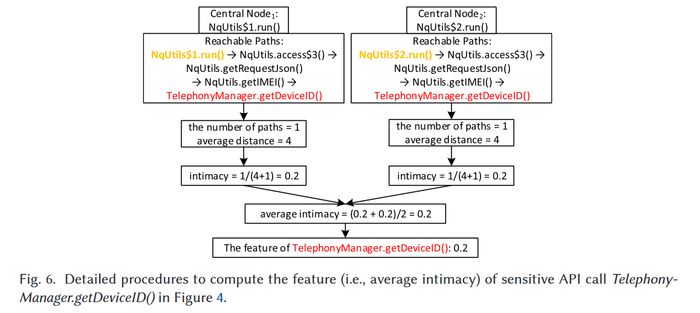 Central Node₁:
NqUtils$1.run()
Reachable Paths:
NqUtils$1.run() → NqUtils.access$3() →
NqUtils.getRequestJson()
→ NqUtils.getIMEI() →
TelephonyManager.getDeviceID()
the number of paths = 1
average distance = 4
intimacy = 1/(4+1) = 0.2
Central Node₂:
NqUtils$2.run()
Reachable Paths:
NqUtils$2.run() → NqUtils.access$3() →
NqUtils.getRequestJson()
→ NqUtils.getIMEI() →
TelephonyManager.getDeviceID()
the number of paths = 1
average distance = 4
intimacy = 1/(4+1) = 0.2
average intimacy = (0.2 + 0.2)/2 = 0.2
The feature of TelephonyManager.getDeviceID(): 0.2
Fig. 6. Detailed procedures to compute the feature (i.e., average intimacy) of sensitive API call Telephony-
Manager.getDeviceID() in Figure 4.